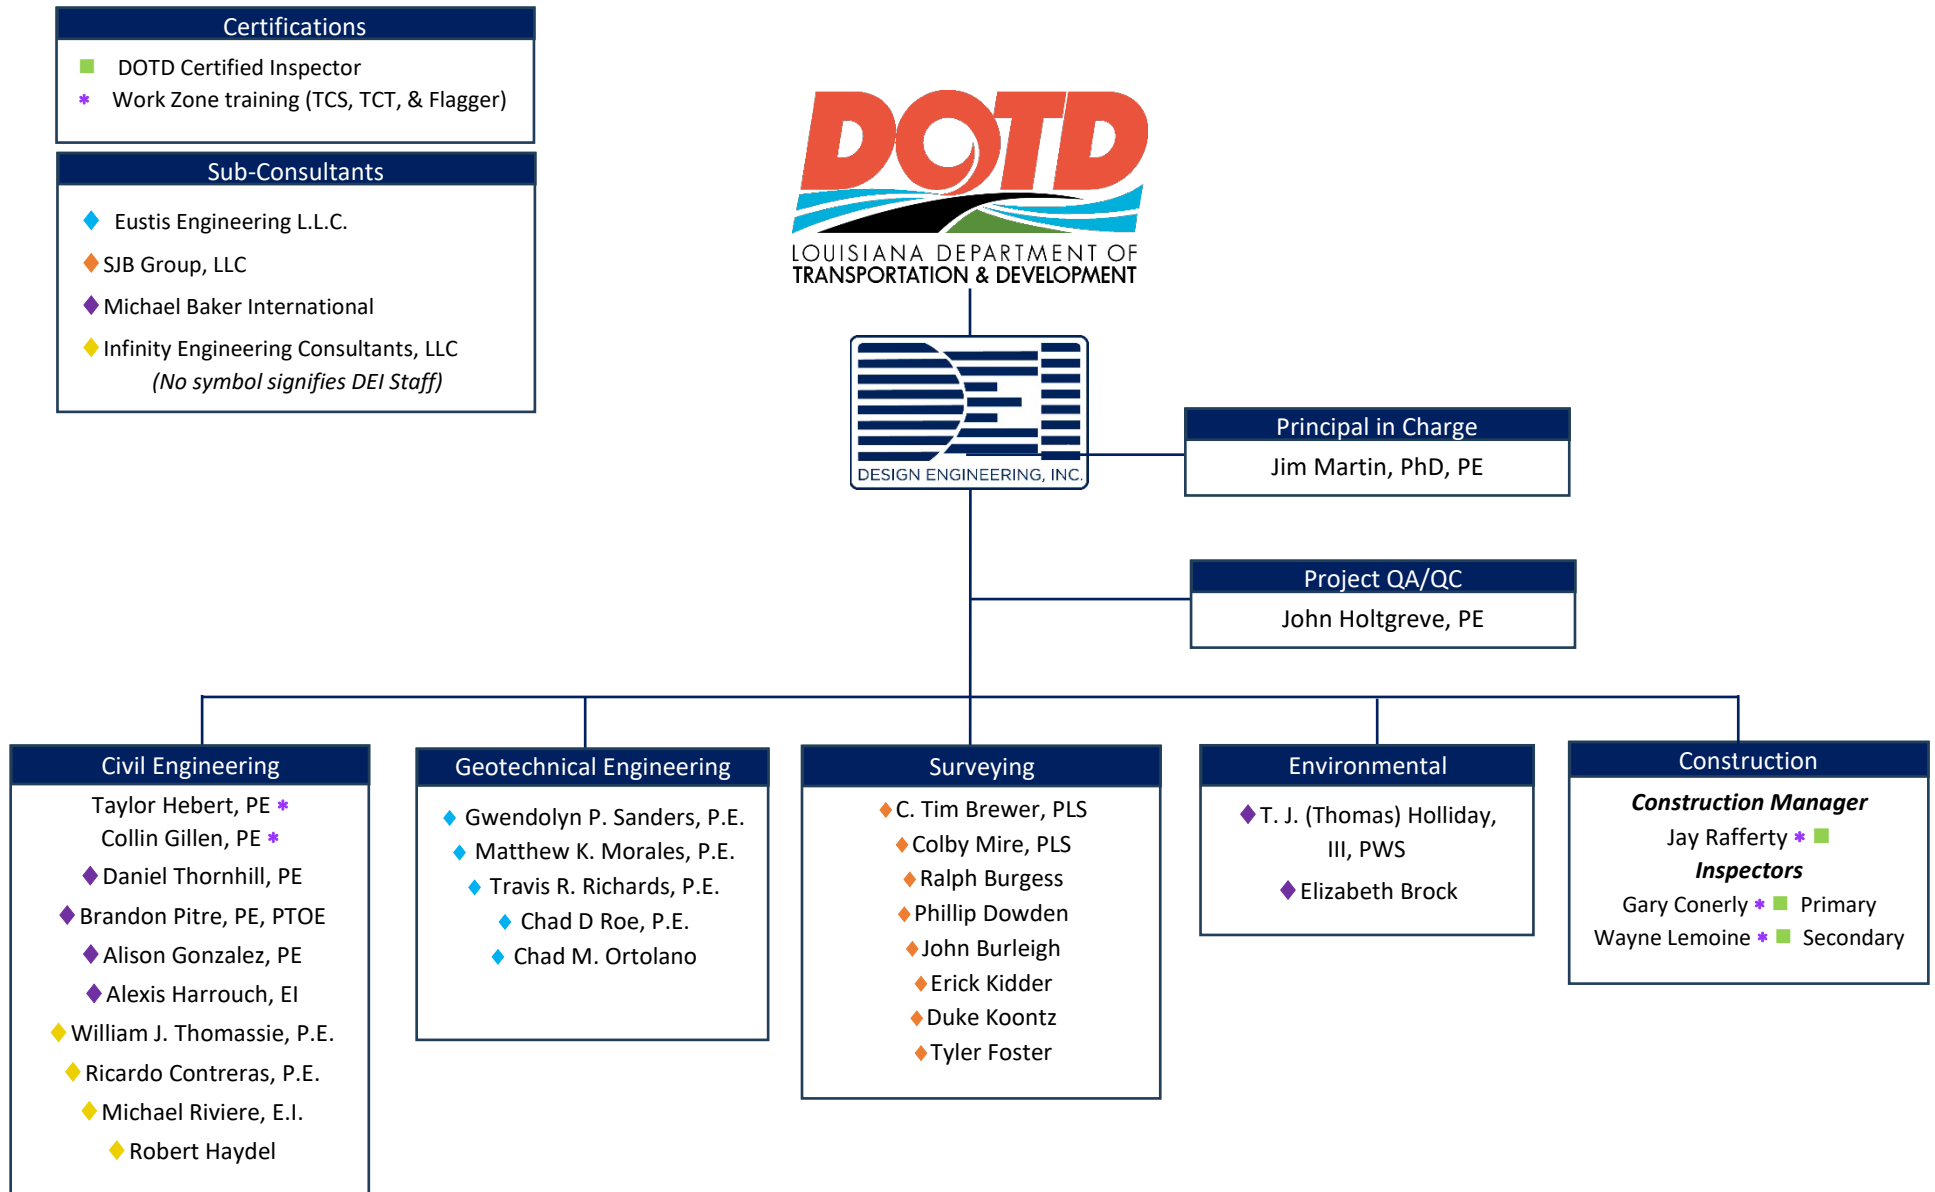 Certifications
DOTD Certified Inspector
* Work Zone training (TCS, TCT, & Flagger)
Sub-Consultants
Eustis Engineering L.L.C.
SJB Group, LLC
Michael Baker International
Infinity Engineering Consultants, LLC
(No symbol signifies DEI Staff)
DOTD
LOUISIANA DEPARTMENT OF
TRANSPORTATION & DEVELOPMENT
DEI
DESIGN ENGINEERING, INC.
Principal in Charge
Jim Martin, PhD, PE
Project QA/QC
John Holtgreve, PE
Civil Engineering
Taylor Hebert, PE *
Collin Gillen, PE *
Daniel Thornhill, PE
Brandon Pitre, PE, PTOE
Alison Gonzalez, PE
Alexis Harrouch, EI
William J. Thomassie, P.E.
Ricardo Contreras, P.E.
Michael Riviere, E.I.
Robert Haydel
Geotechnical Engineering
Gwendolyn P. Sanders, P.E.
Matthew K. Morales, P.E.
Travis R. Richards, P.E.
Chad D Roe, P.E.
Chad M. Ortolano
Surveying
C. Tim Brewer, PLS
Colby Mire, PLS
Ralph Burgess
Phillip Dowden
John Burleigh
Erick Kidder
Duke Koontz
Tyler Foster
Environmental
T. J. (Thomas) Holliday,
III, PWS
Elizabeth Brock
Construction
Construction Manager
Jay Rafferty *
Inspectors
Gary Conerly * Primary
Wayne Lemoine * Secondary